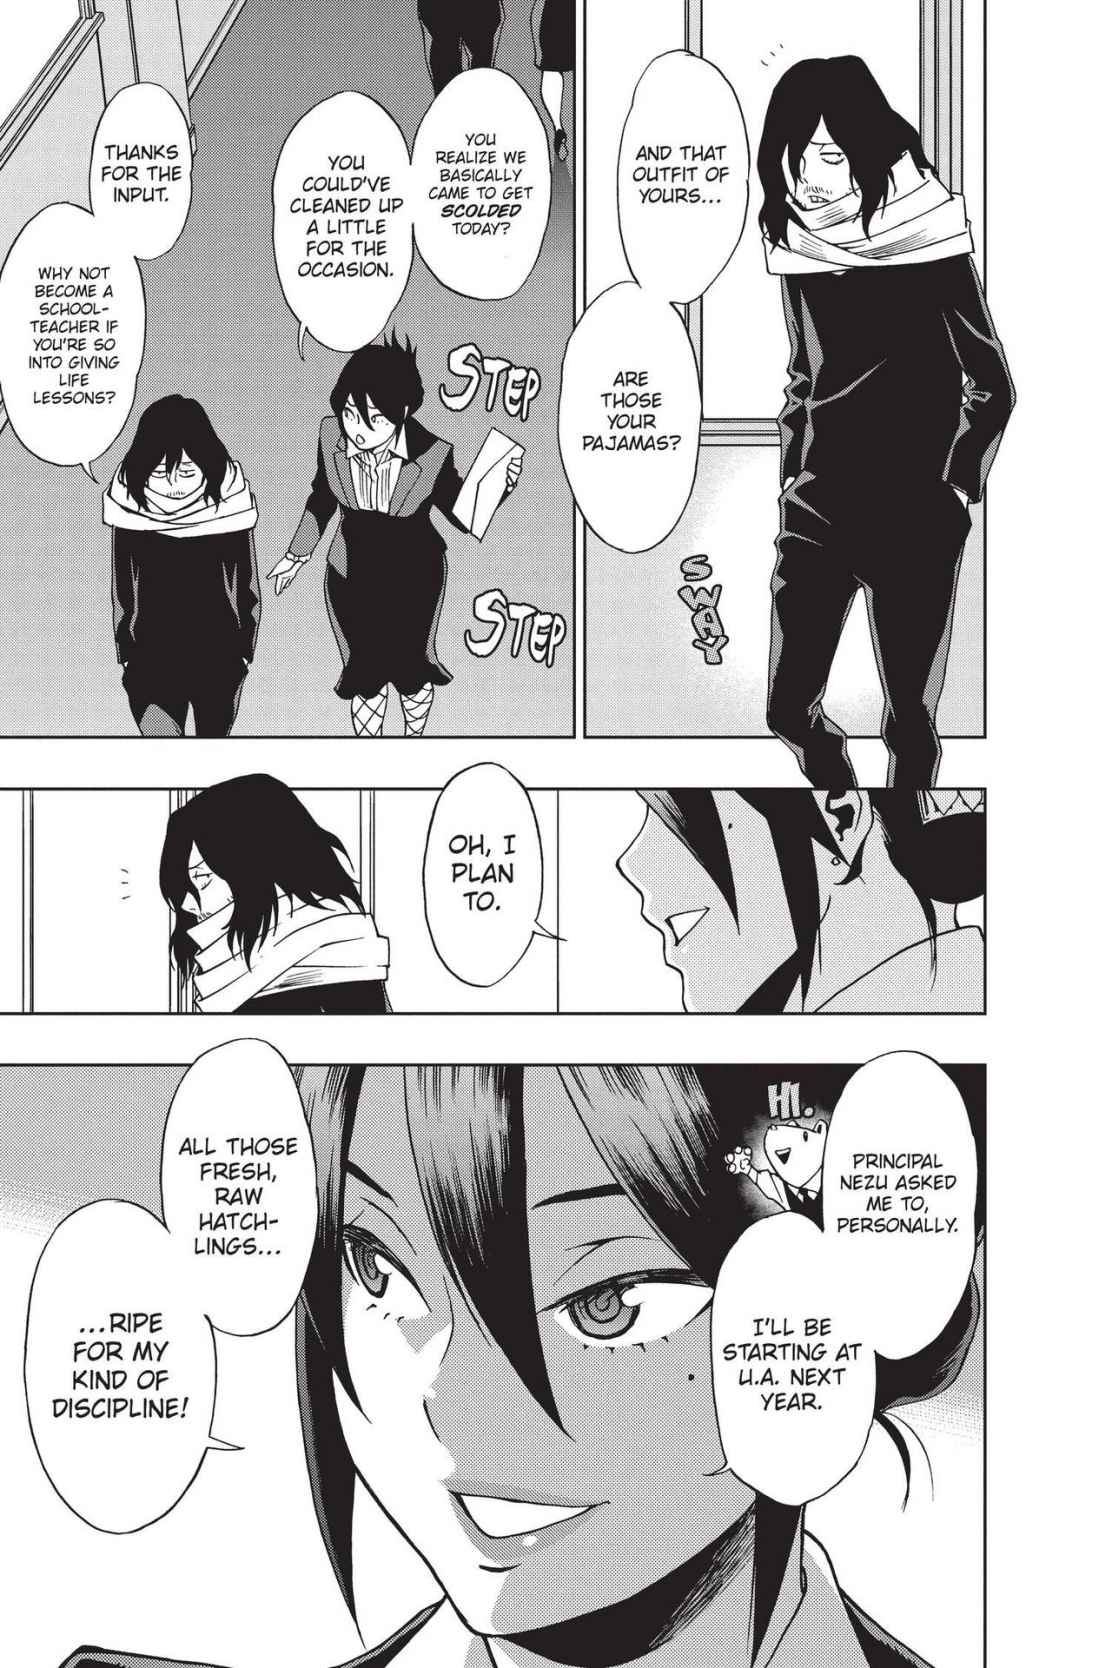 AND THAT
OUTFIT OF
YOURS...
ARE
THOSE
YOUR
PAJAMAS?
SWAY
YOU
REALIZE WE
BASICALLY
CAME TO GET
SCOLDED
TODAY?
YOU
COULD'VE
CLEANED UP
A LITTLE
FOR THE
OCCASION.
STEP
STEP
THANKS
FOR THE
INPUT.
WHY NOT
BECOME A
SCHOOL-
TEACHER IF
YOU'RE SO
INTO GIVING
LIFE
LESSONS?
OH, I
PLAN
TO.
HI.
PRINCIPAL
NEZU ASKED
ME TO,
PERSONALLY.
I'LL BE
STARTING AT
U.A. NEXT
YEAR.
ALL THOSE
FRESH,
RAW
HATCH-
LINGS...
...RIPE
FOR MY
KIND OF
DISCIPLINE!